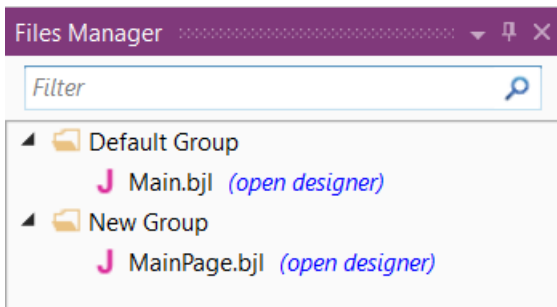 Files Manager
Filter
Default Group
J Main.bjl (open designer)
New Group
J MainPage.bjl (open designer)